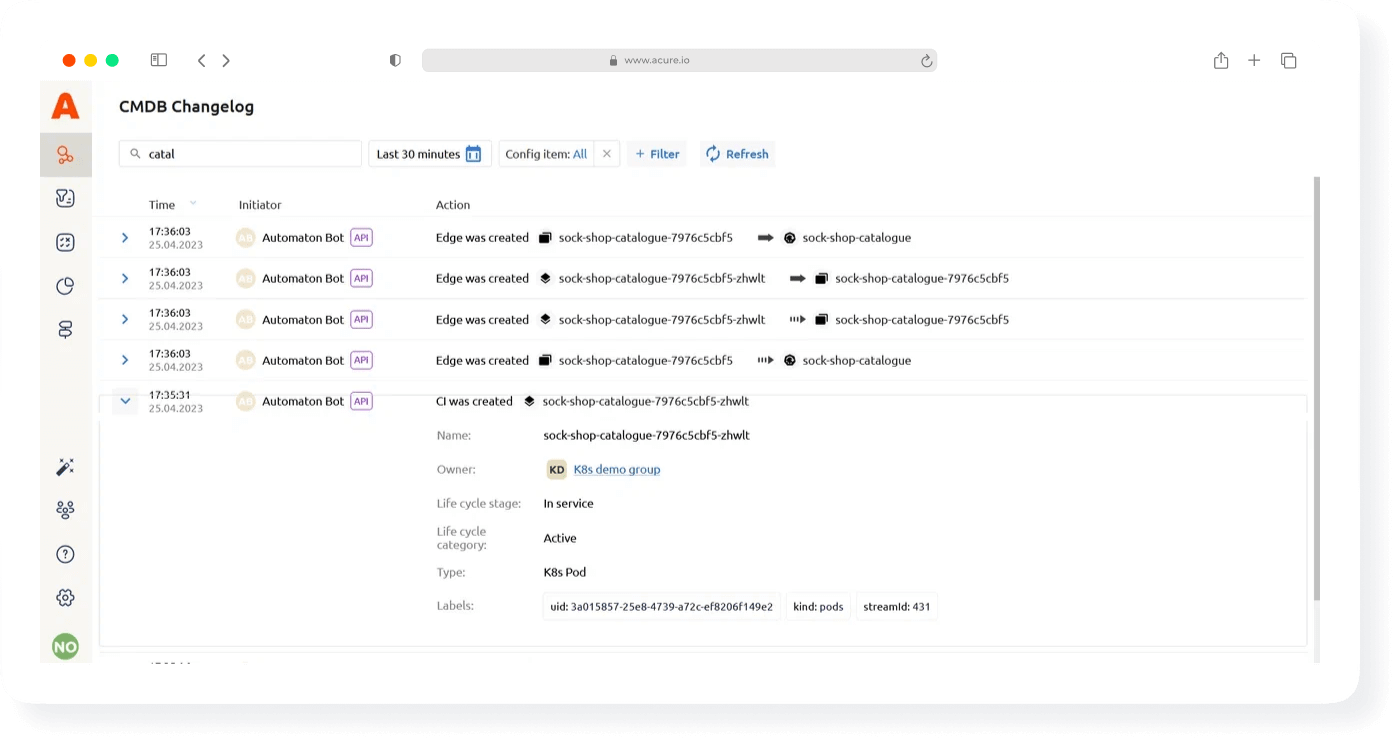 www.acure.io
CMDB Changelog
catal
Last 30 minutes
Config item: All
Filter
Refresh
Time Initiator Action
17:36:03
25.04.2023
AB Automaton Bot API
Edge was created sock-shop-catalogue-7976c5cbf5 sock-shop-catalogue
17:36:03
25.04.2023
AB Automaton Bot API
Edge was created sock-shop-catalogue-7976c5cbf5-zhwlt sock-shop-catalogue-7976c5cbf5
17:36:03
25.04.2023
AB Automaton Bot API
Edge was created sock-shop-catalogue-7976c5cbf5-zhwlt sock-shop-catalogue-7976c5cbf5
17:36:03
25.04.2023
AB Automaton Bot API
Edge was created sock-shop-catalogue-7976c5cbf5 sock-shop-catalogue
17:35:31
25.04.2023
AB Automaton Bot API
CI was created sock-shop-catalogue-7976c5cbf5-zhwlt
Name: sock-shop-catalogue-7976c5cbf5-zhwlt
Owner: KD K8s demo group
Life cycle stage: In service
Life cycle
category: Active
Type: K8s Pod
Labels: uid: 3a015857-25e8-4739-a72c-ef8206f149e2 kind: pods streamId: 431
NO